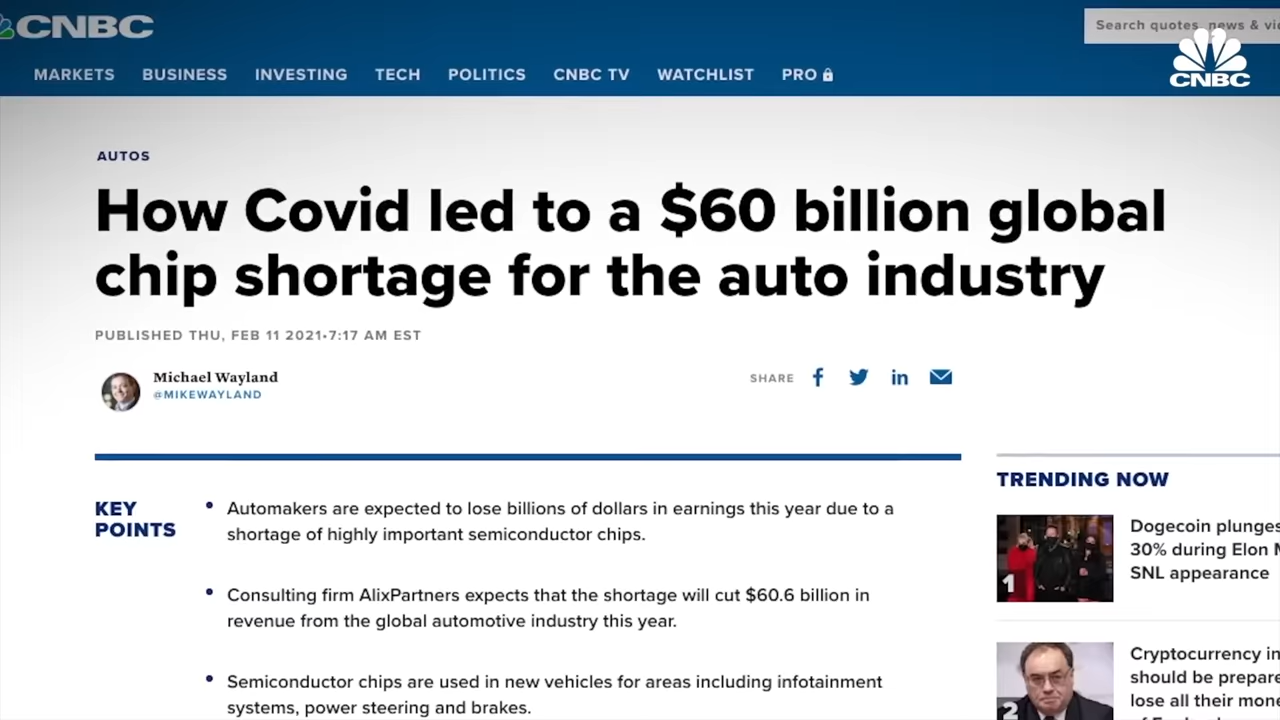 CNBC
Search quotes, news & vi
CNBC
MARKETS BUSINESS INVESTING TECH POLITICS CNBC TV WATCHLIST PRO
AUTOS
How Covid led to a $60 billion global
chip shortage for the auto industry
PUBLISHED THU, FEB 11 2021•7:17 AM EST
Michael Wayland
@MIKEWAYLAND
SHARE
KEY
POINTS
• Automakers are expected to lose billions of dollars in earnings this year due to a
shortage of highly important semiconductor chips.
• Consulting firm AlixPartners expects that the shortage will cut $60.6 billion in
revenue from the global automotive industry this year.
• Semiconductor chips are used in new vehicles for areas including infotainment
systems, power steering and brakes.
TRENDING NOW
1
Dogecoin plunges
30% during Elon M
SNL appearance
2
Cryptocurrency in
should be prepare
lose all their mone